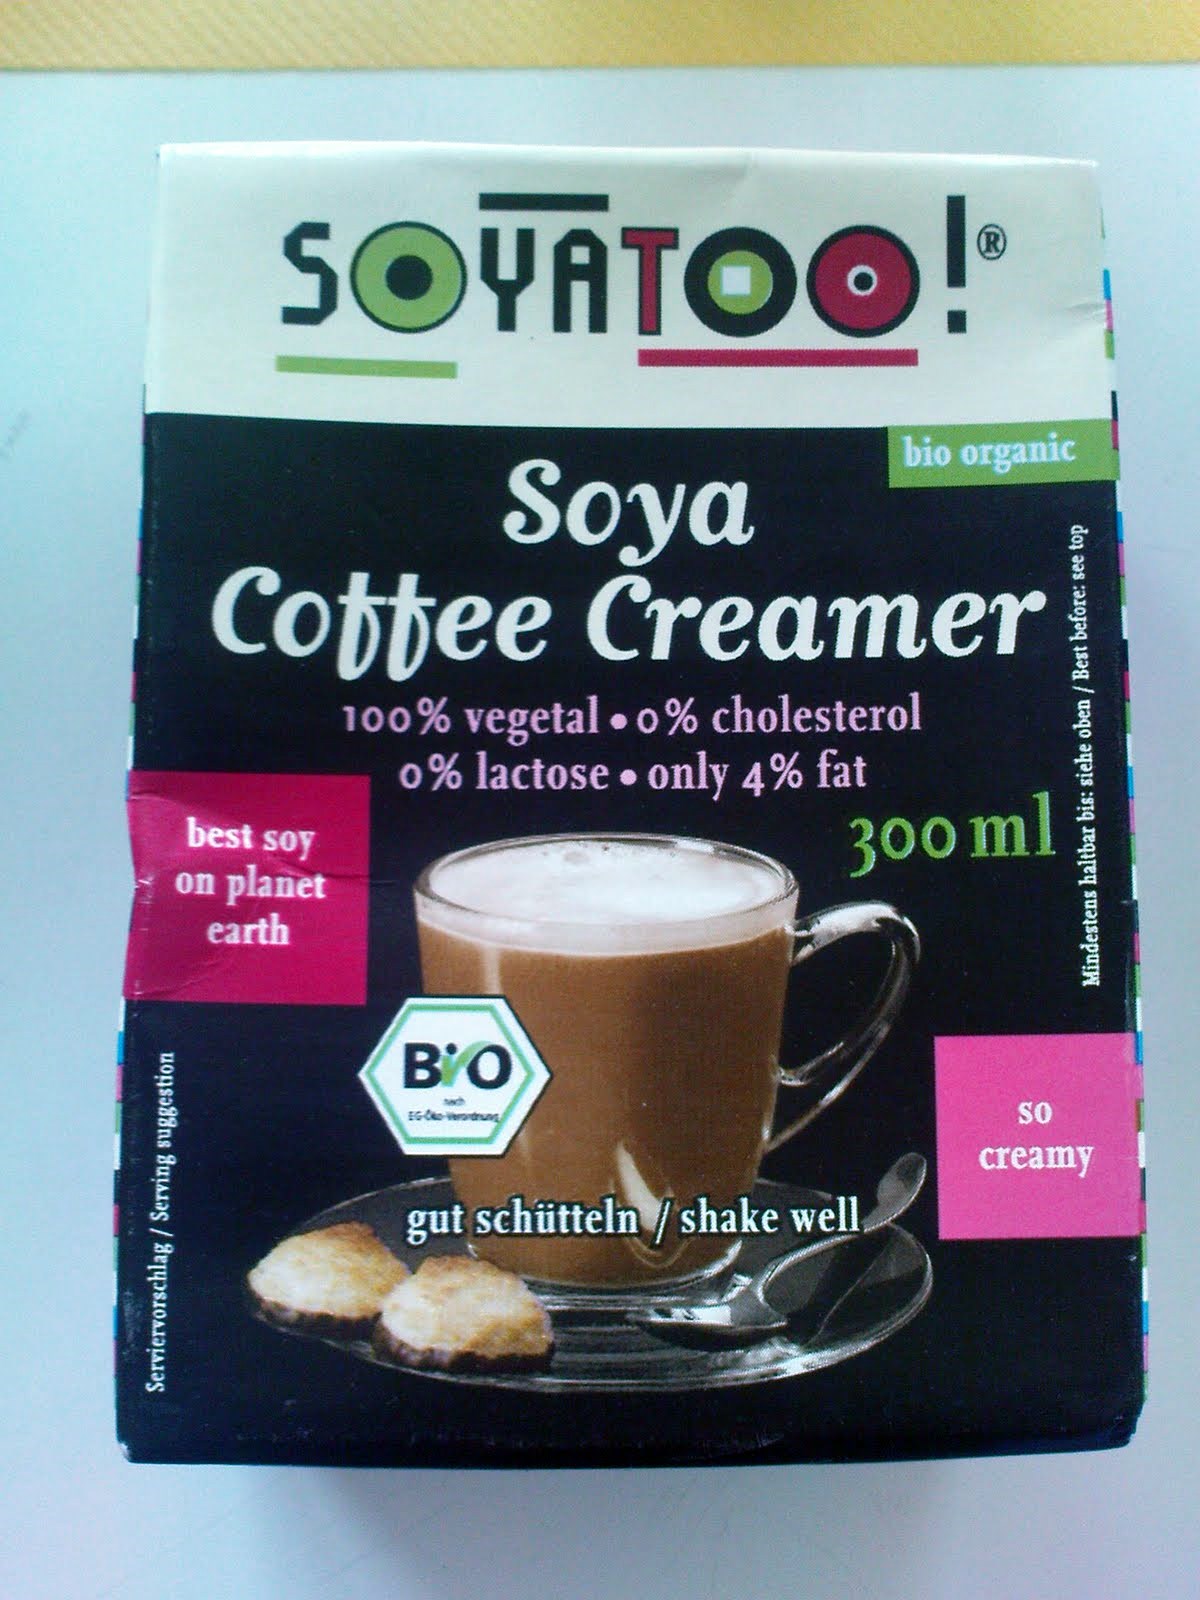 SOYATOO!®
bio organic
Soya
Coffee Creamer
100% vegetal • 0% cholesterol
0% lactose • only 4% fat
300 ml
Mindestens haltbar bis: siehe oben / Best before: see top
best soy
on planet
earth
BiO
nach
EG-Öko-Verordnung
so
creamy
gut schütteln / shake well
Serviervorschlag / Serving suggestion